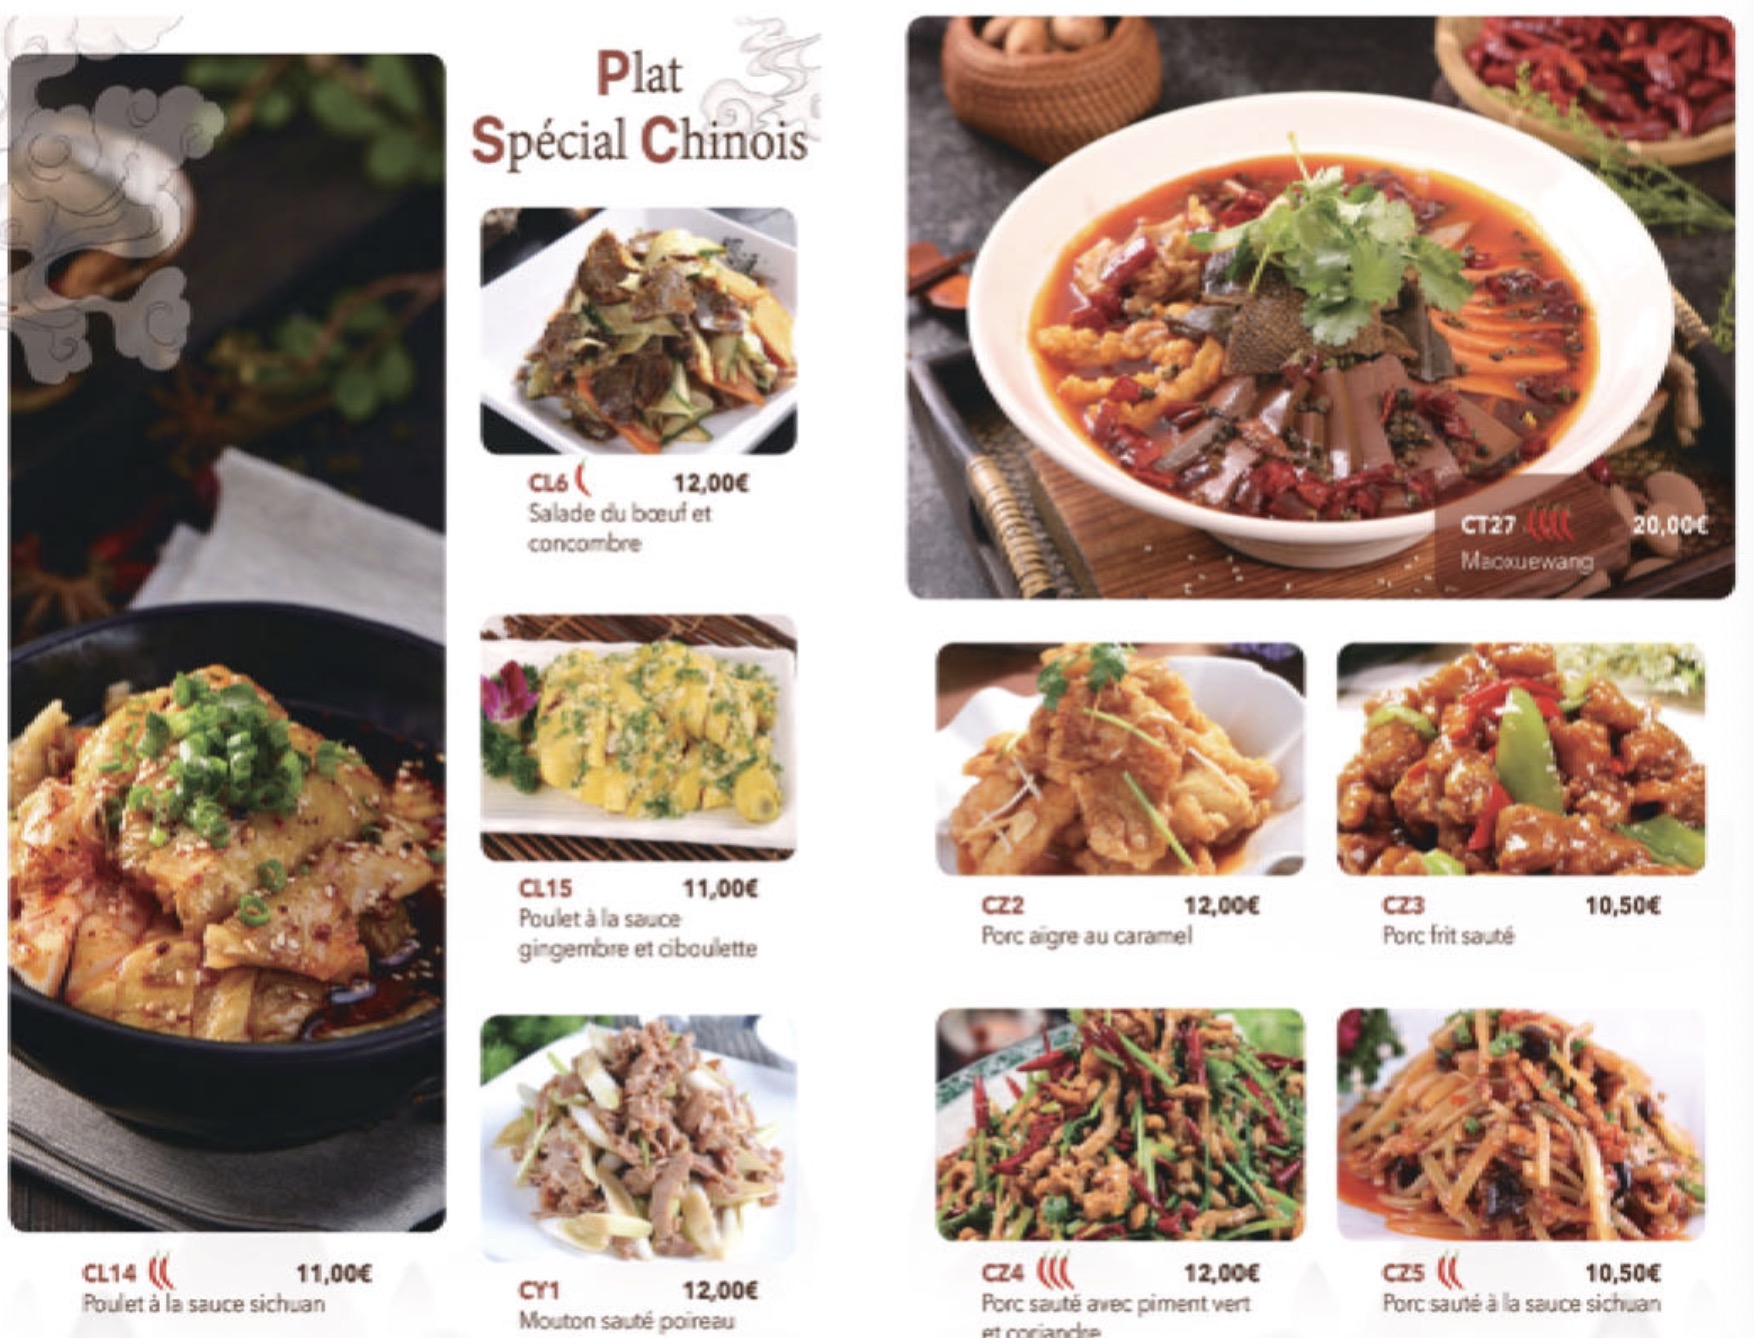 Plat
Spécial Chinois
CL6 12,00€
Salade du bœuf et
concombre
CL15 11,00€
Poulet à la sauce
gingembre et ciboulette
CL14 11,00€
Poulet à la sauce sichuan
CY1 12,00€
Mouton sauté poireau
CT27 20,00€
Maoxuewang
CZ2 12,00€
Porc aigre au caramel
CZ3 10,50€
Porc frit sauté
CZ4 12,00€
Porc sauté avec piment vert
et coriandre
CZ5 10,50€
Porc sauté à la sauce sichuan